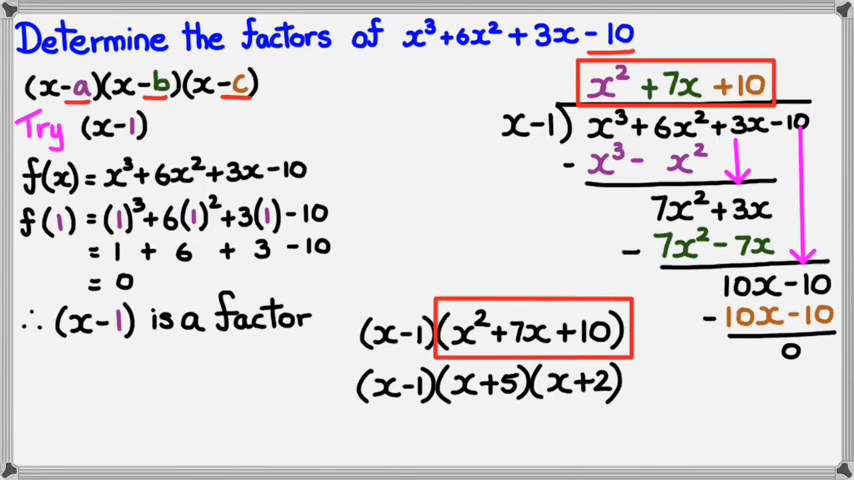 Determine the factors of x³+6x²+3x-10
(x-a)(x-b)(x-c)
Try (x-1)
f(x)=x³+6x²+3x-10
f(1)=(1)³+6(1)²+3(1)-10
=1+6+3-10
=0
∴(x-1) is a factor
x²+7x+10
x-1)x³+6x²+3x-10
-x³-x²
7x²+3x
-7x²-7x
10x-10
-10x-10
0
(x-1)(x²+7x+10)
(x-1)(x+5)(x+2)